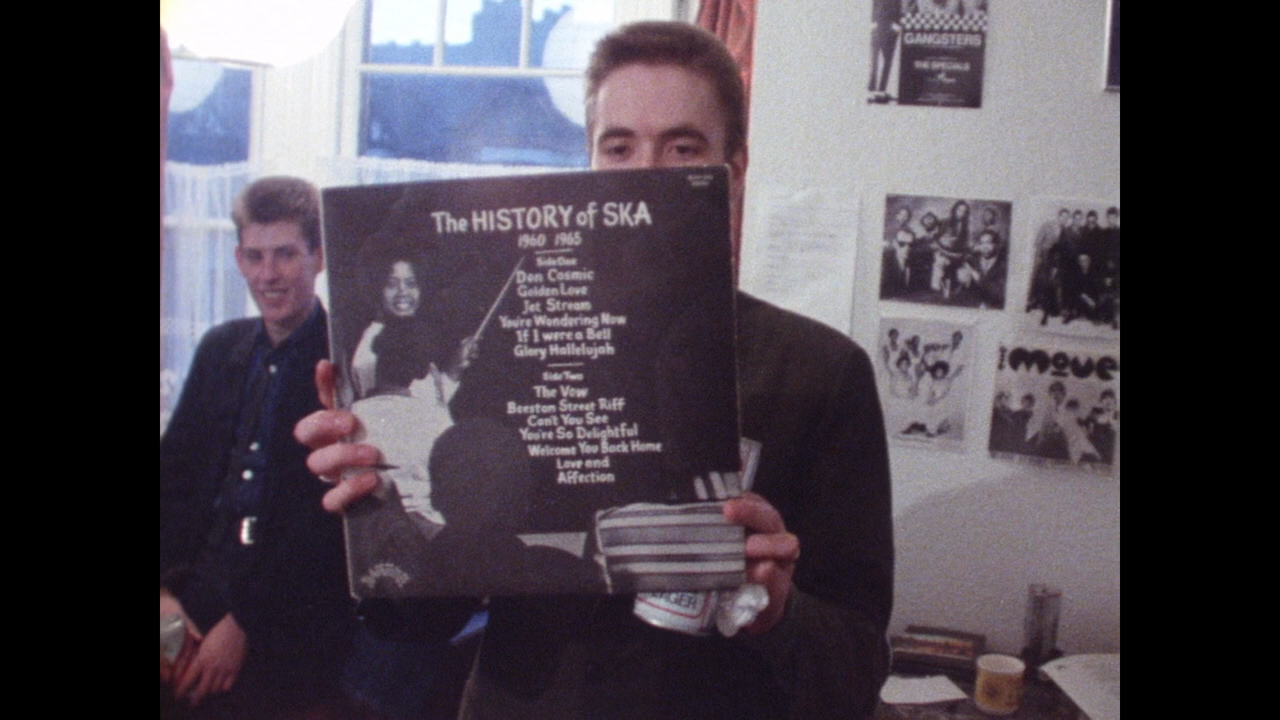 GANGSTERS
THE SPECIALS
The HISTORY of SKA
1960 1965
Side One
Don Cosmic
Golden Love
Jet Stream
You're Wondering Now
If I were a Bell
Glory Hallelujah
Side Two
The Vow
Beeston Street Riff
Can't You See
You're So Delightful
Welcome You Back Home
Love and
Affection
move